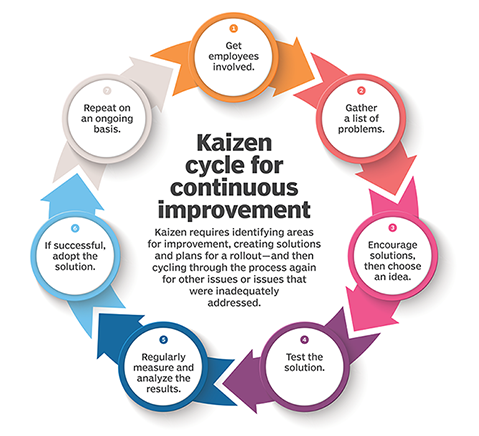 1
Get
employees
involved.
2
Gather
a list of
problems.
3
Encourage
solutions,
then choose
an idea.
4
Test the
solution.
5
Regularly
measure and
analyze the
results.
6
If successful,
adopt the
solution.
7
Repeat on
an ongoing
basis.
Kaizen
cycle for
continuous
improvement
Kaizen requires identifying areas
for improvement, creating solutions
and plans for a rollout—and then
cycling through the process again
for other issues or issues that
were inadequately
addressed.